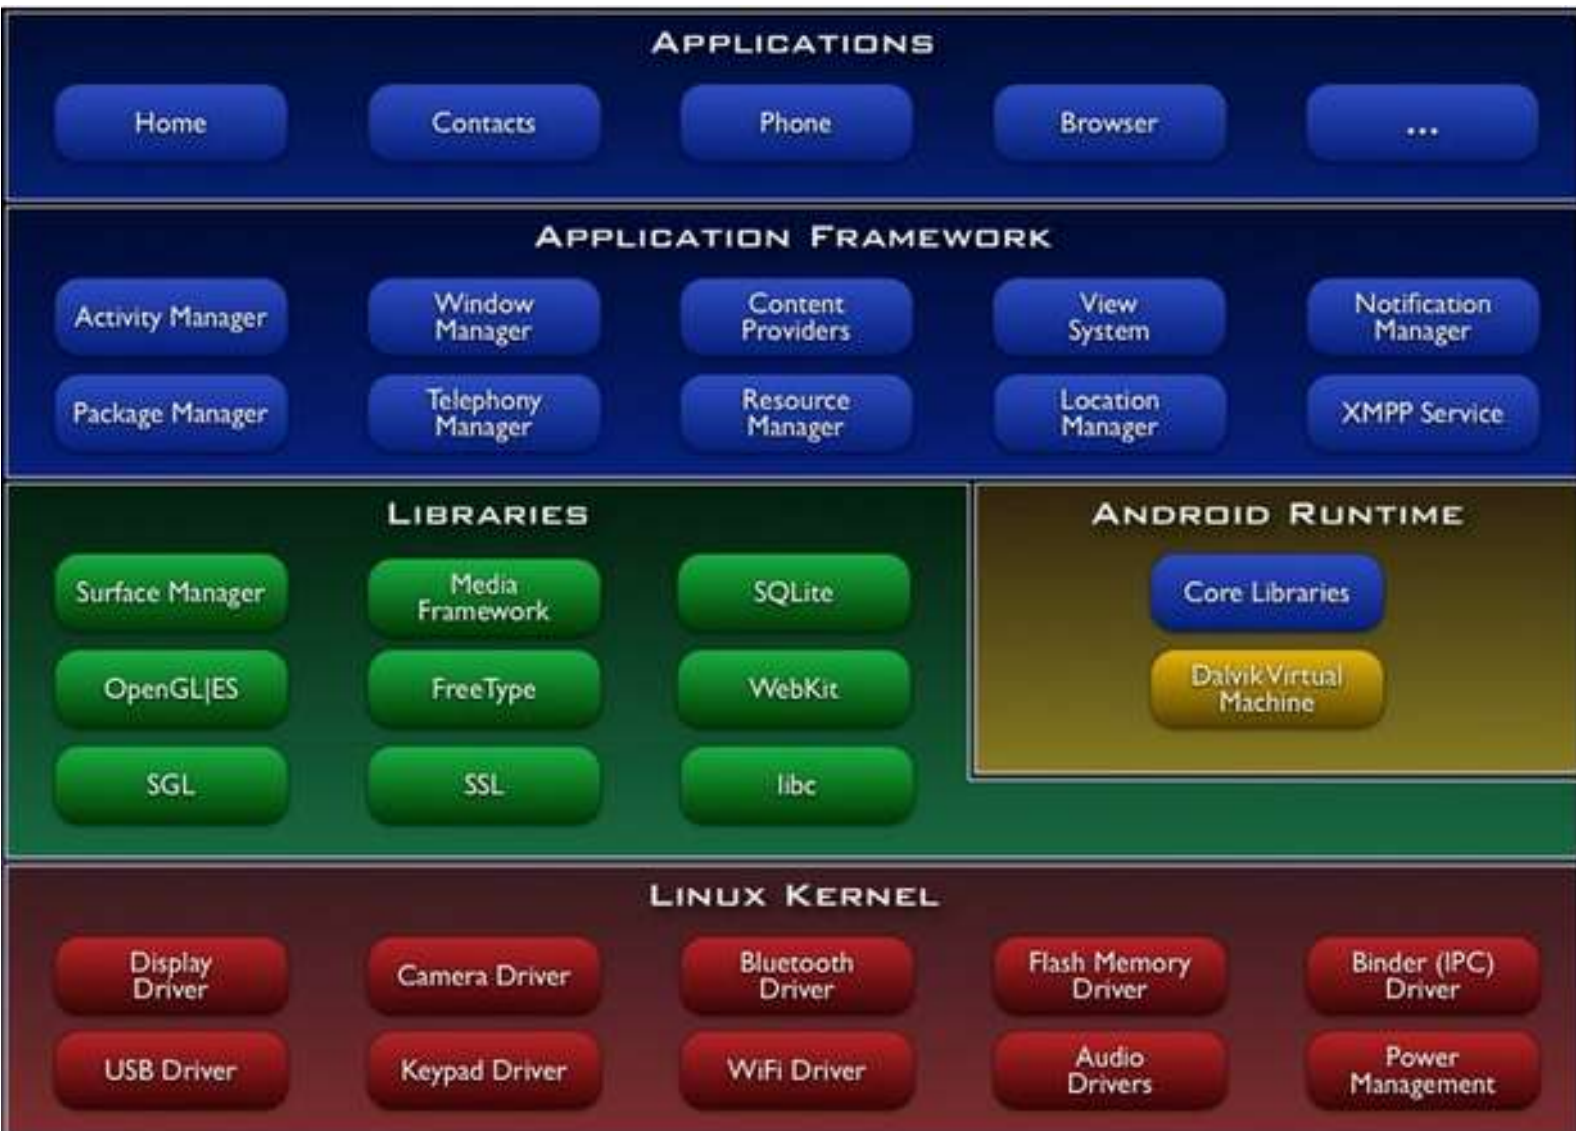 APPLICATIONS
Home
Contacts
Phone
Browser
...
APPLICATION FRAMEWORK
Activity Manager
Window
Manager
Content
Providers
View
System
Notification
Manager
Package Manager
Telephony
Manager
Resource
Manager
Location
Manager
XMPP Service
LIBRARIES
Surface Manager
Media
Framework
SQLite
OpenGL|ES
FreeType
WebKit
SGL
SSL
libc
ANDROID RUNTIME
Core Libraries
Dalvik Virtual
Machine
LINUX KERNEL
Display
Driver
Camera Driver
Bluetooth
Driver
Flash Memory
Driver
Binder (IPC)
Driver
USB Driver
Keypad Driver
WiFi Driver
Audio
Drivers
Power
Management